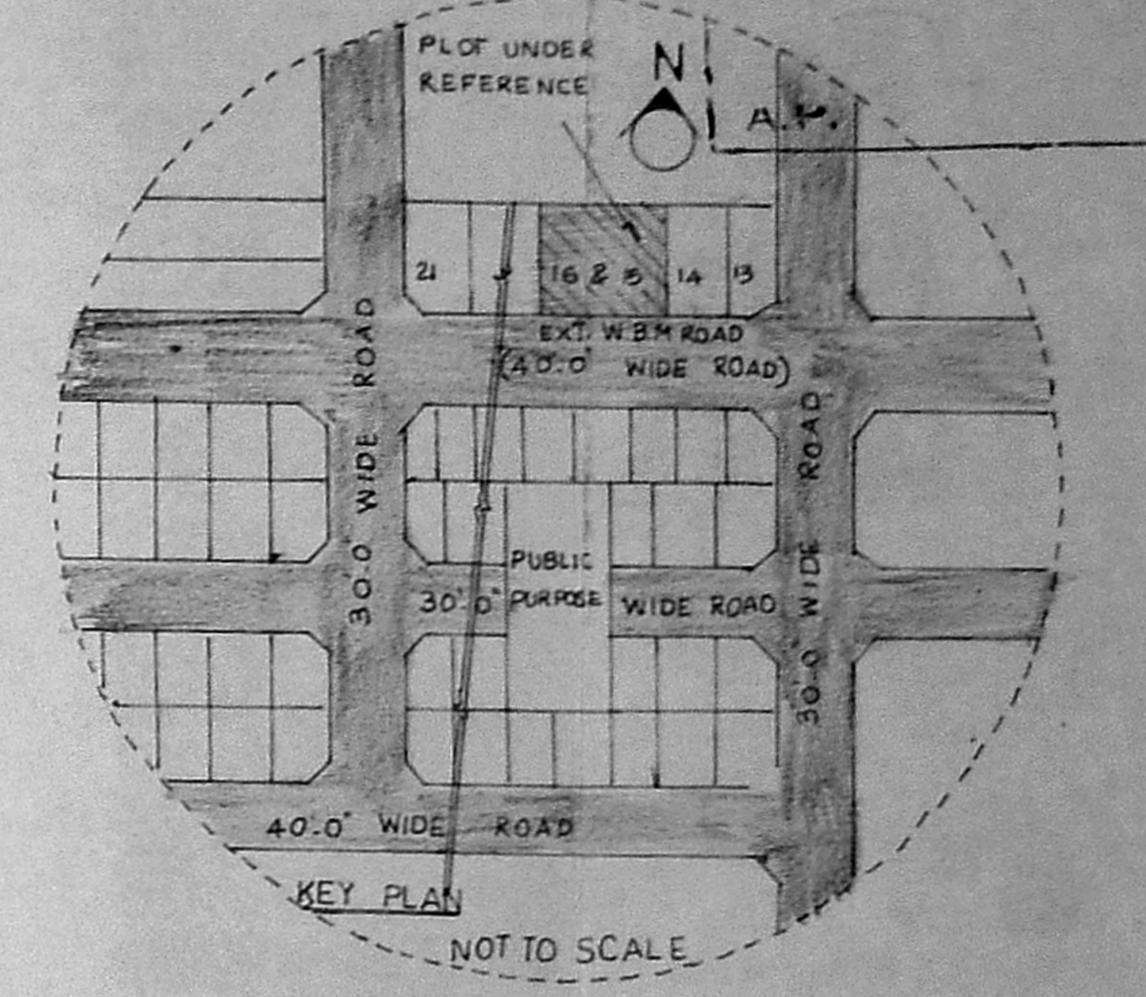 PLOT UNDER
REFERENCE
N
A.P.
21
16 & 15
14
13
EXT. W.B.M ROAD
(40'.0" WIDE ROAD)
30'.0" WIDE ROAD
30'.0" WIDE ROAD
PUBLIC
PURPOSE
30'.0" WIDE ROAD
40'.0" WIDE ROAD
KEY PLAN
NOT TO SCALE